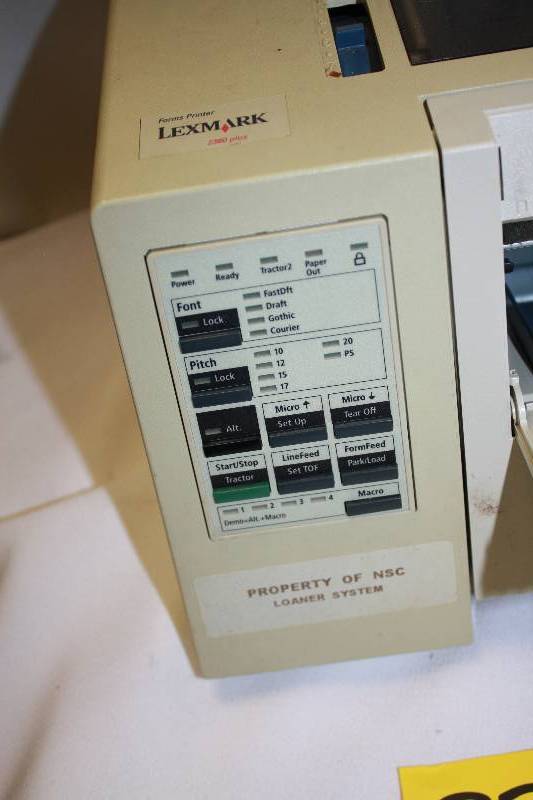 Forms Printer
LEXMARK
2380 plus
Power Ready Tractor2 Paper Out
Font
Lock
FastDft
Draft
Gothic
Courier
Pitch
Lock
10 20
12 PS
15
17
Alt.
Micro ↑ Micro ↓
Set Up Tear Off
Start/Stop LineFeed FormFeed
Tractor Set TOF Park/Load
1 2 3 4 Macro
Demo=Alt.+Macro
PROPERTY OF NSC
LOANER SYSTEM